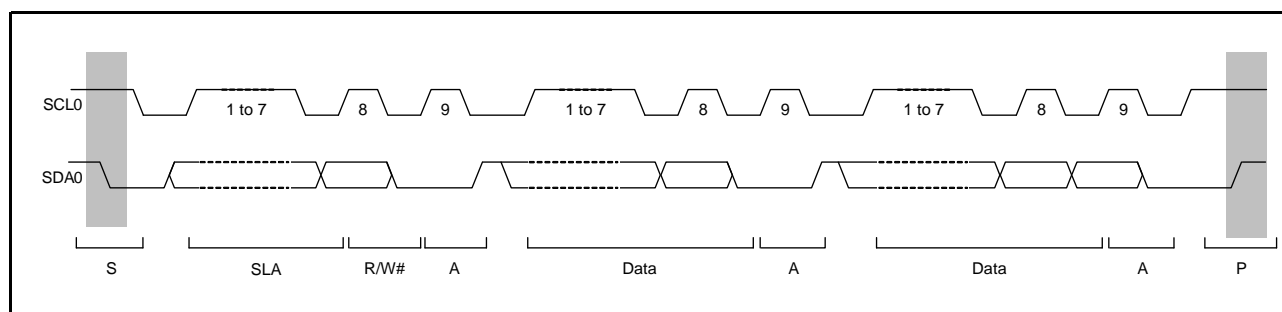 SCL0
1 to 7 8 9 1 to 7 8 9 1 to 7 8 9
SDA0
S SLA R/W# A Data A Data A P